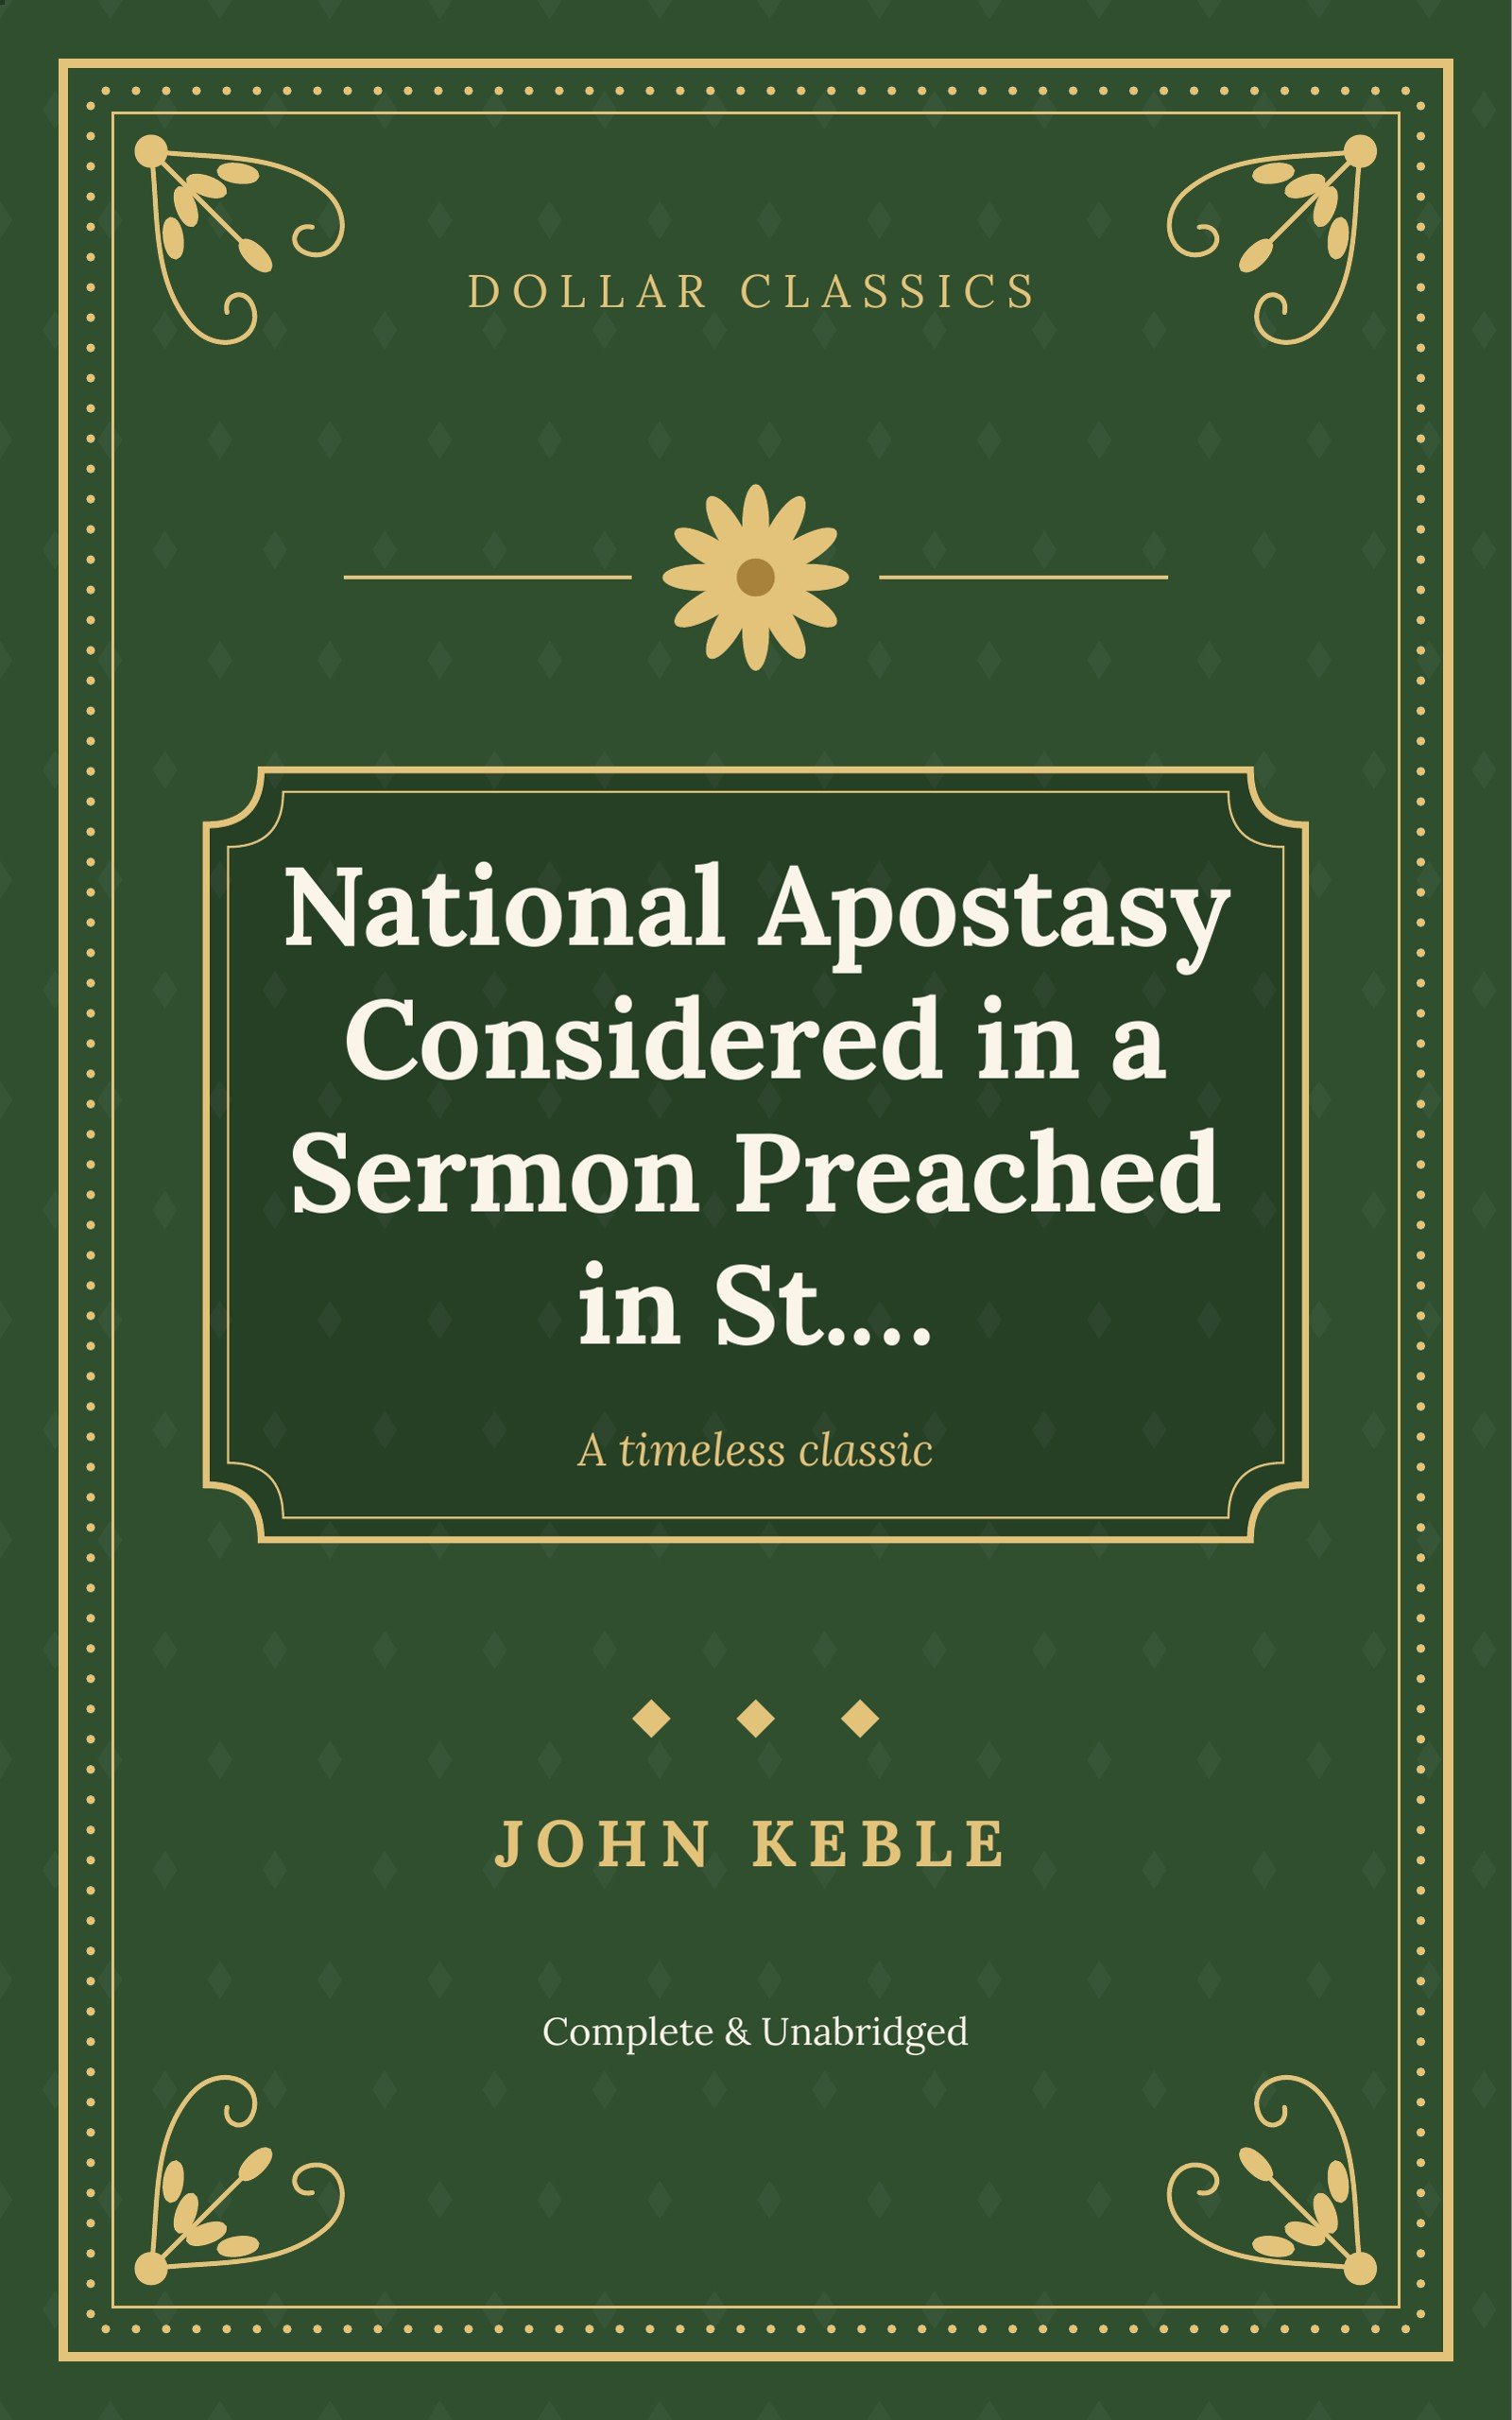 DOLLAR CLASSICS
National Apostasy
Considered in a
Sermon Preached
in St....
A timeless classic
JOHN KEBLE
Complete & Unabridged